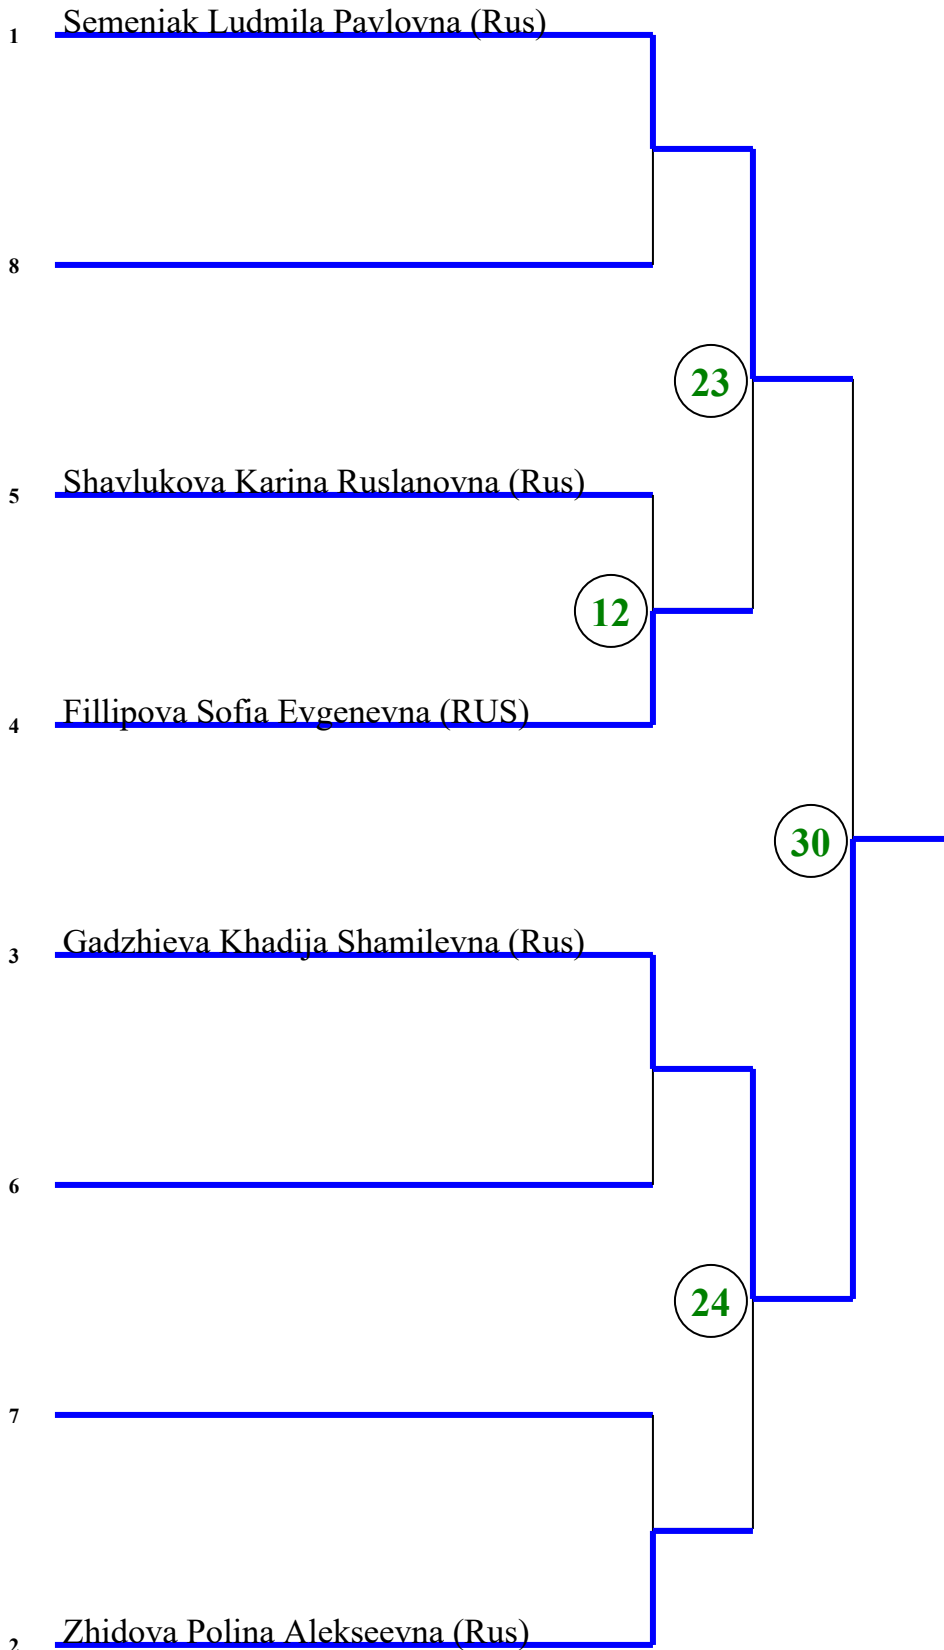 1 Semeniak Ludmila Pavlovna (Rus)
8
23
5 Shavlukova Karina Ruslanovna (Rus)
12
4 Fillipova Sofia Evgenevna (RUS)
30
3 Gadzhieva Khadija Shamilevna (Rus)
6
24
7
2 Zhidova Polina Alekseevna (Rus)